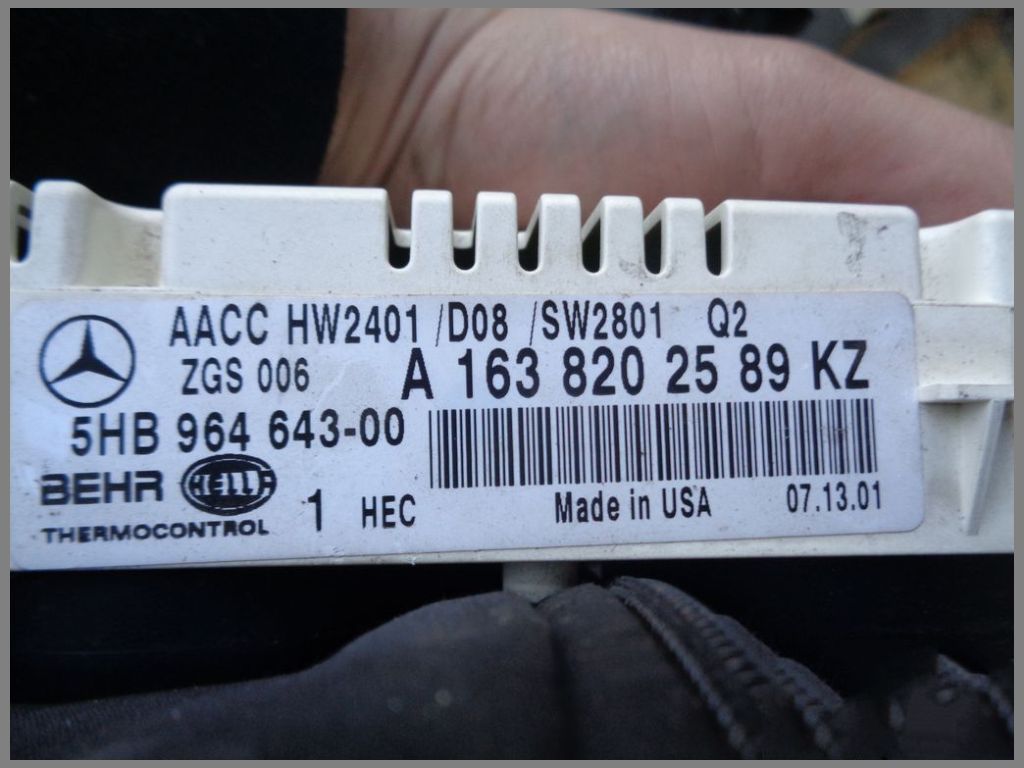 AACC HW2401 /D08 /SW2801 Q2
ZGS 006 A 163 820 25 89 KZ
5HB 964 643-00
BEHR HELLA
THERMOCONTROL
1 HEC Made in USA 07.13.01